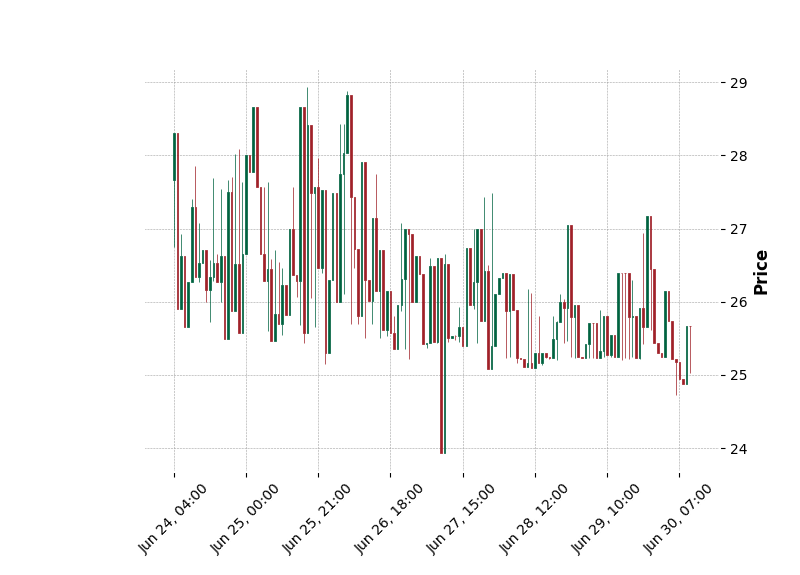 29
28
27
26
25
24
Price
Jun 24, 04:00
Jun 25, 00:00
Jun 25, 21:00
Jun 26, 18:00
Jun 27, 15:00
Jun 28, 12:00
Jun 29, 10:00
Jun 30, 07:00